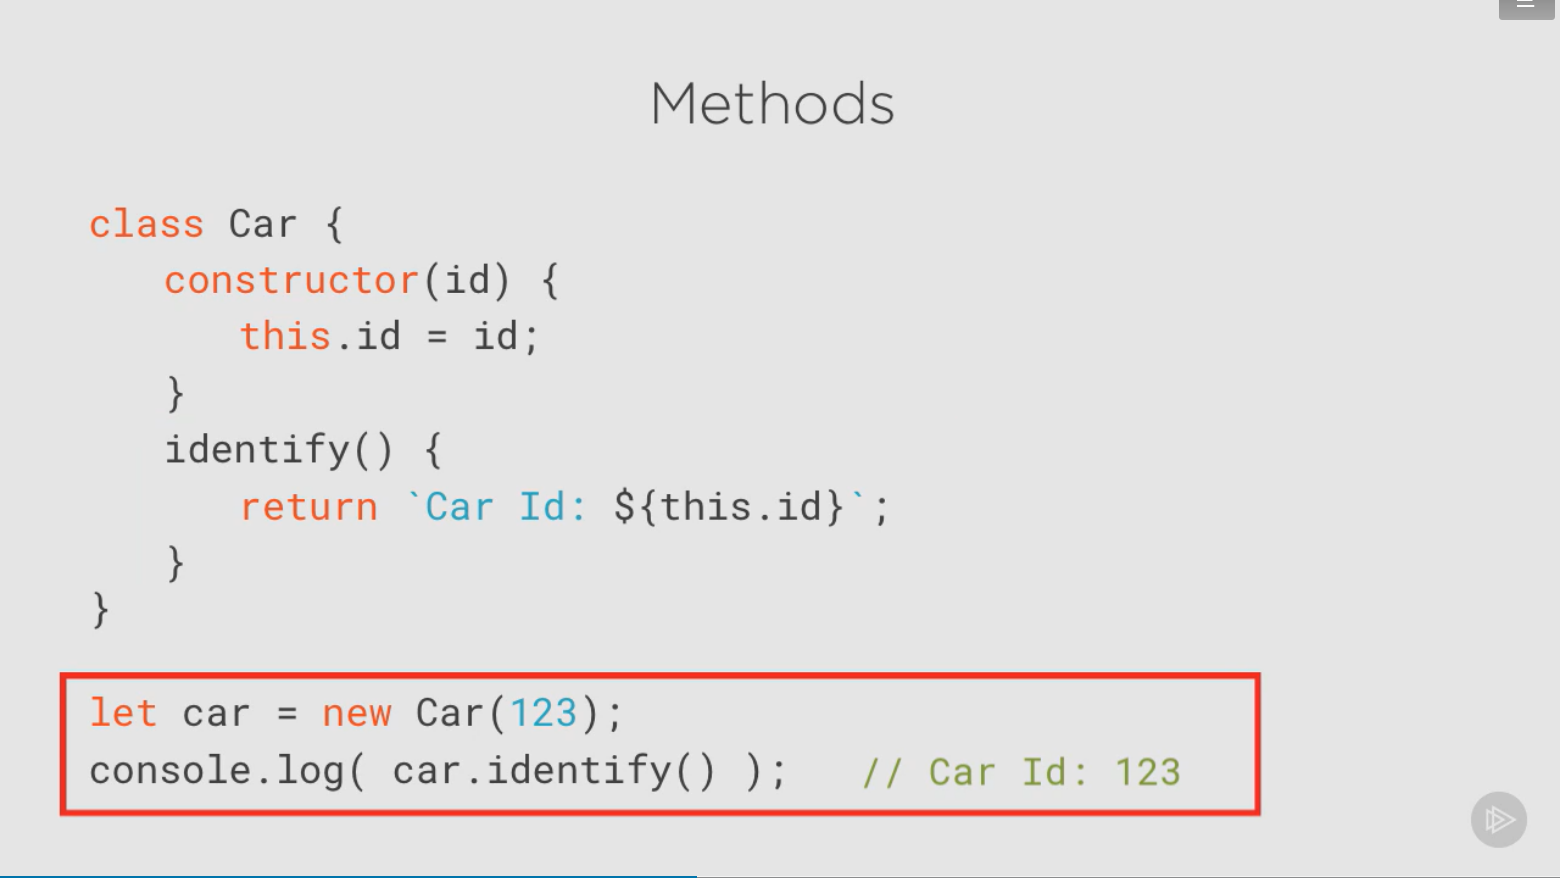 Methods
class Car {
constructor(id) {
this.id = id;
}
identify() {
return `Car Id: ${this.id}`;
}
}
let car = new Car(123);
console.log( car.identify() );   // Car Id: 123